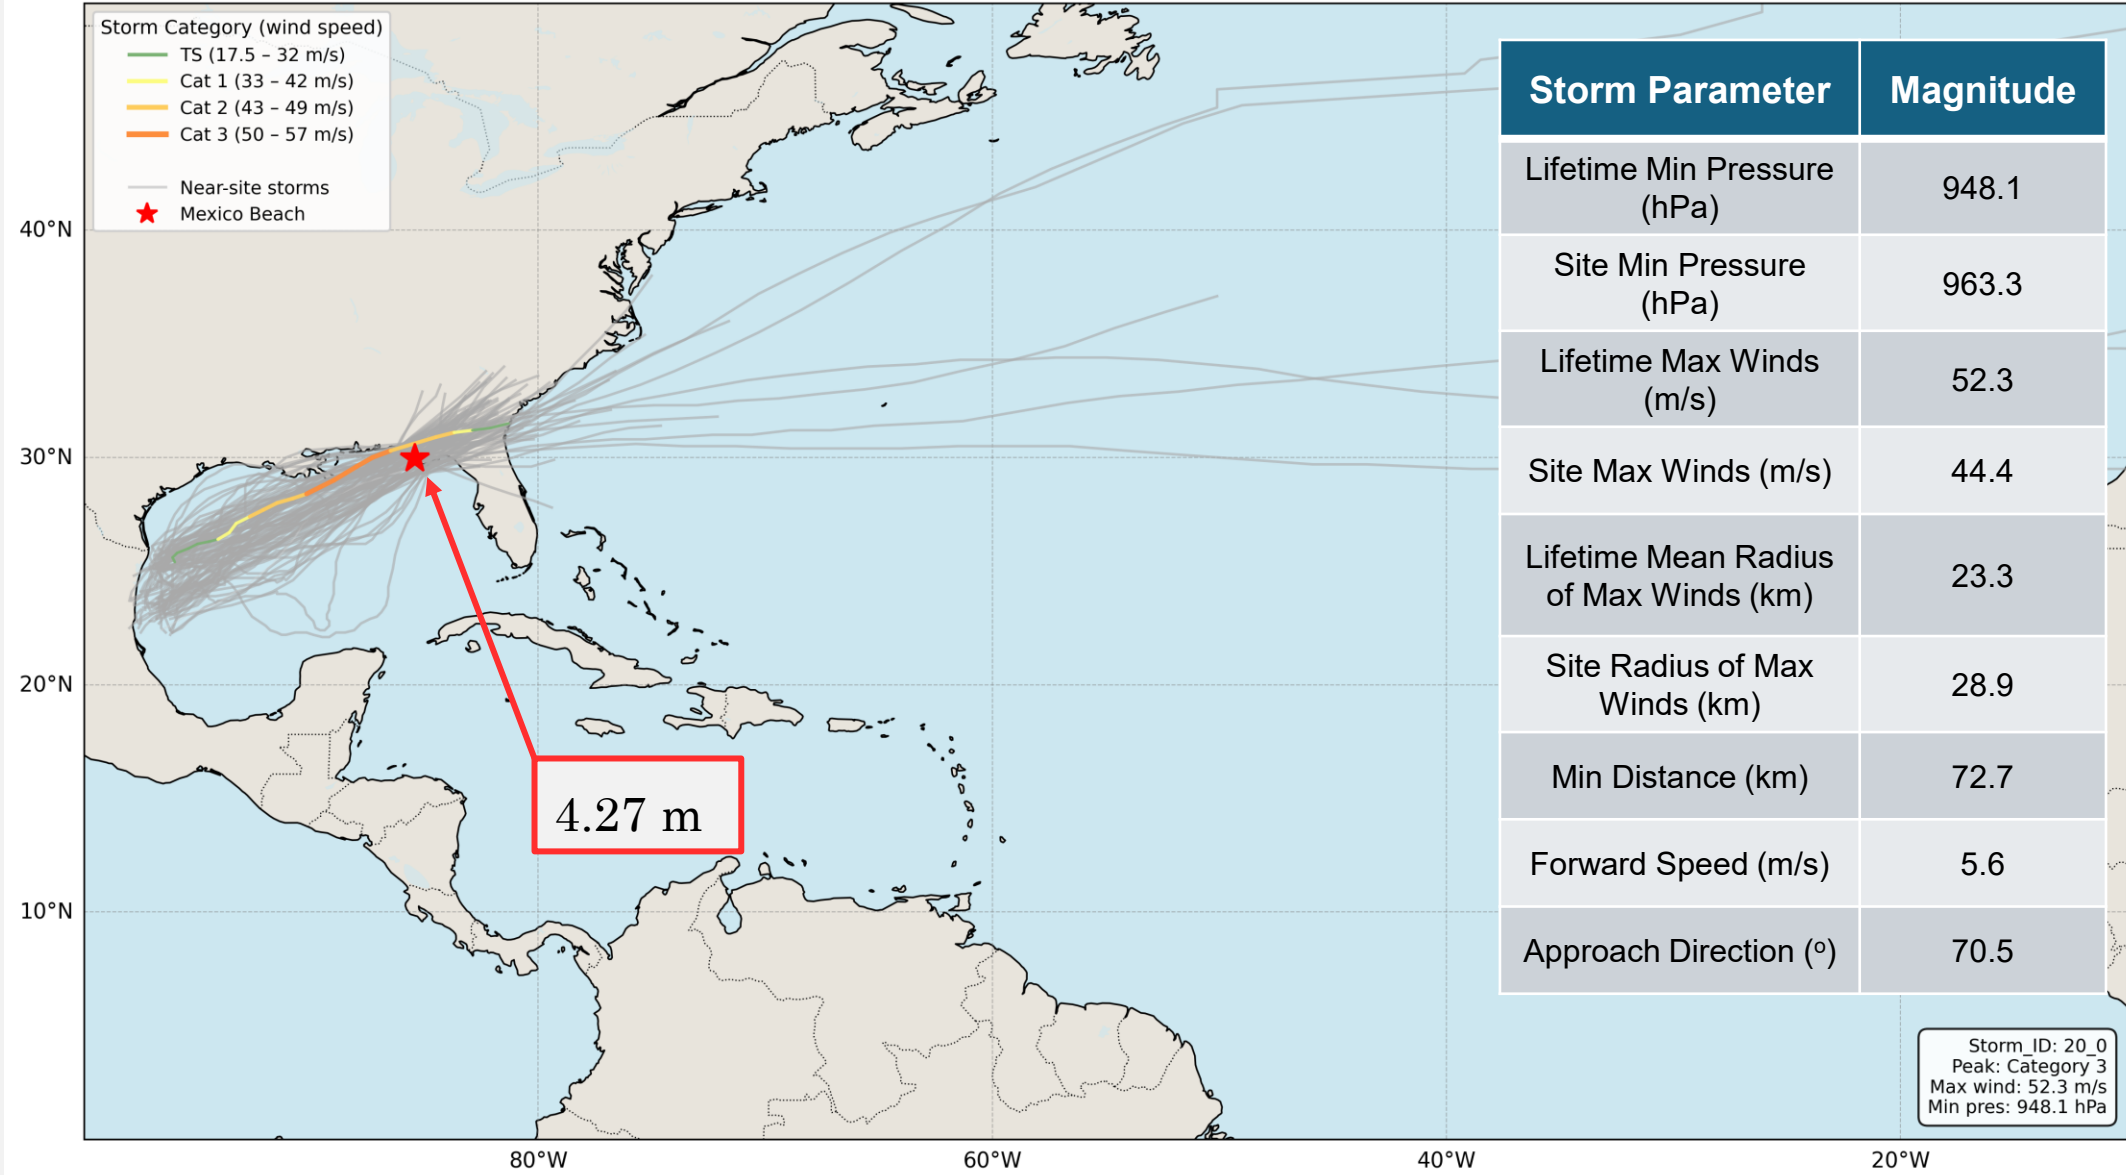 Storm Category (wind speed)
TS (17.5 – 32 m/s)
Cat 1 (33 – 42 m/s)
Cat 2 (43 – 49 m/s)
Cat 3 (50 – 57 m/s)
Near-site storms
Mexico Beach
40°N
30°N
20°N
10°N
80°W
60°W
40°W
20°W
4.27 m
Storm Parameter Magnitude
Lifetime Min Pressure
(hPa)
948.1
Site Min Pressure
(hPa)
963.3
Lifetime Max Winds
(m/s)
52.3
Site Max Winds (m/s) 44.4
Lifetime Mean Radius
of Max Winds (km)
23.3
Site Radius of Max
Winds (km)
28.9
Min Distance (km) 72.7
Forward Speed (m/s) 5.6
Approach Direction (º) 70.5
Storm_ID: 20_0
Peak: Category 3
Max wind: 52.3 m/s
Min pres: 948.1 hPa